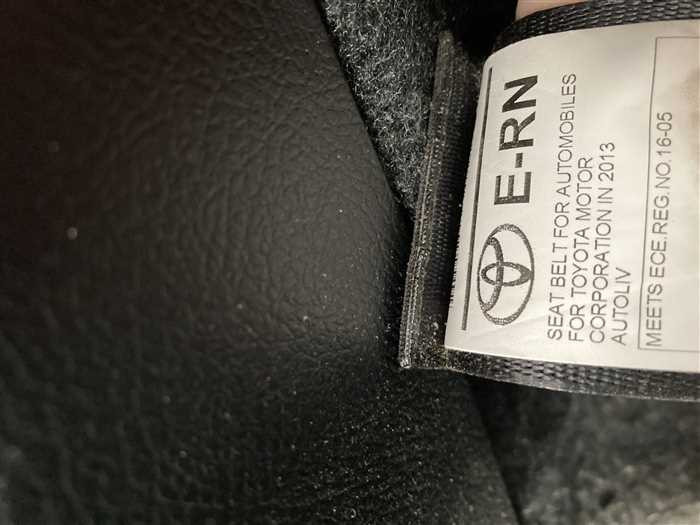 E-RN
SEAT BELT FOR AUTOMOBILES
FOR TOYOTA MOTOR
CORPORATION IN 2013
AUTOLIV
MEETS ECE.REG.NO.16-05